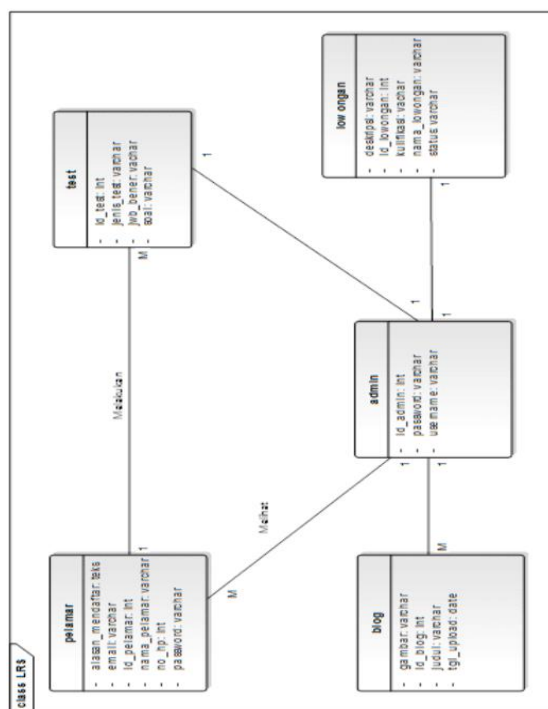 class LRS
pelamar
- alasan_mendaftar: teks
- email: varchar
- id_pelamar: int
- nama_pelamar: varchar
- no_hp: int
- password: varchar
1
Melakukan
M
test
- id_test: int
- jenis_test: varchar
- jwb_bener: vachar
- soal: varchar
M
Melihat
1
1
1
blog
- gambar: varchar
- id_blog: int
- judul: varchar
- tgl_upload: date
M
1
admin
- id_admin: int
- password: varchar
- username: varchar
1
1
lowongan
- deskripsi: varchar
- id_lowongan: int
- kulifikasi: vachar
- nama_lowongan: varchar
- status: varchar